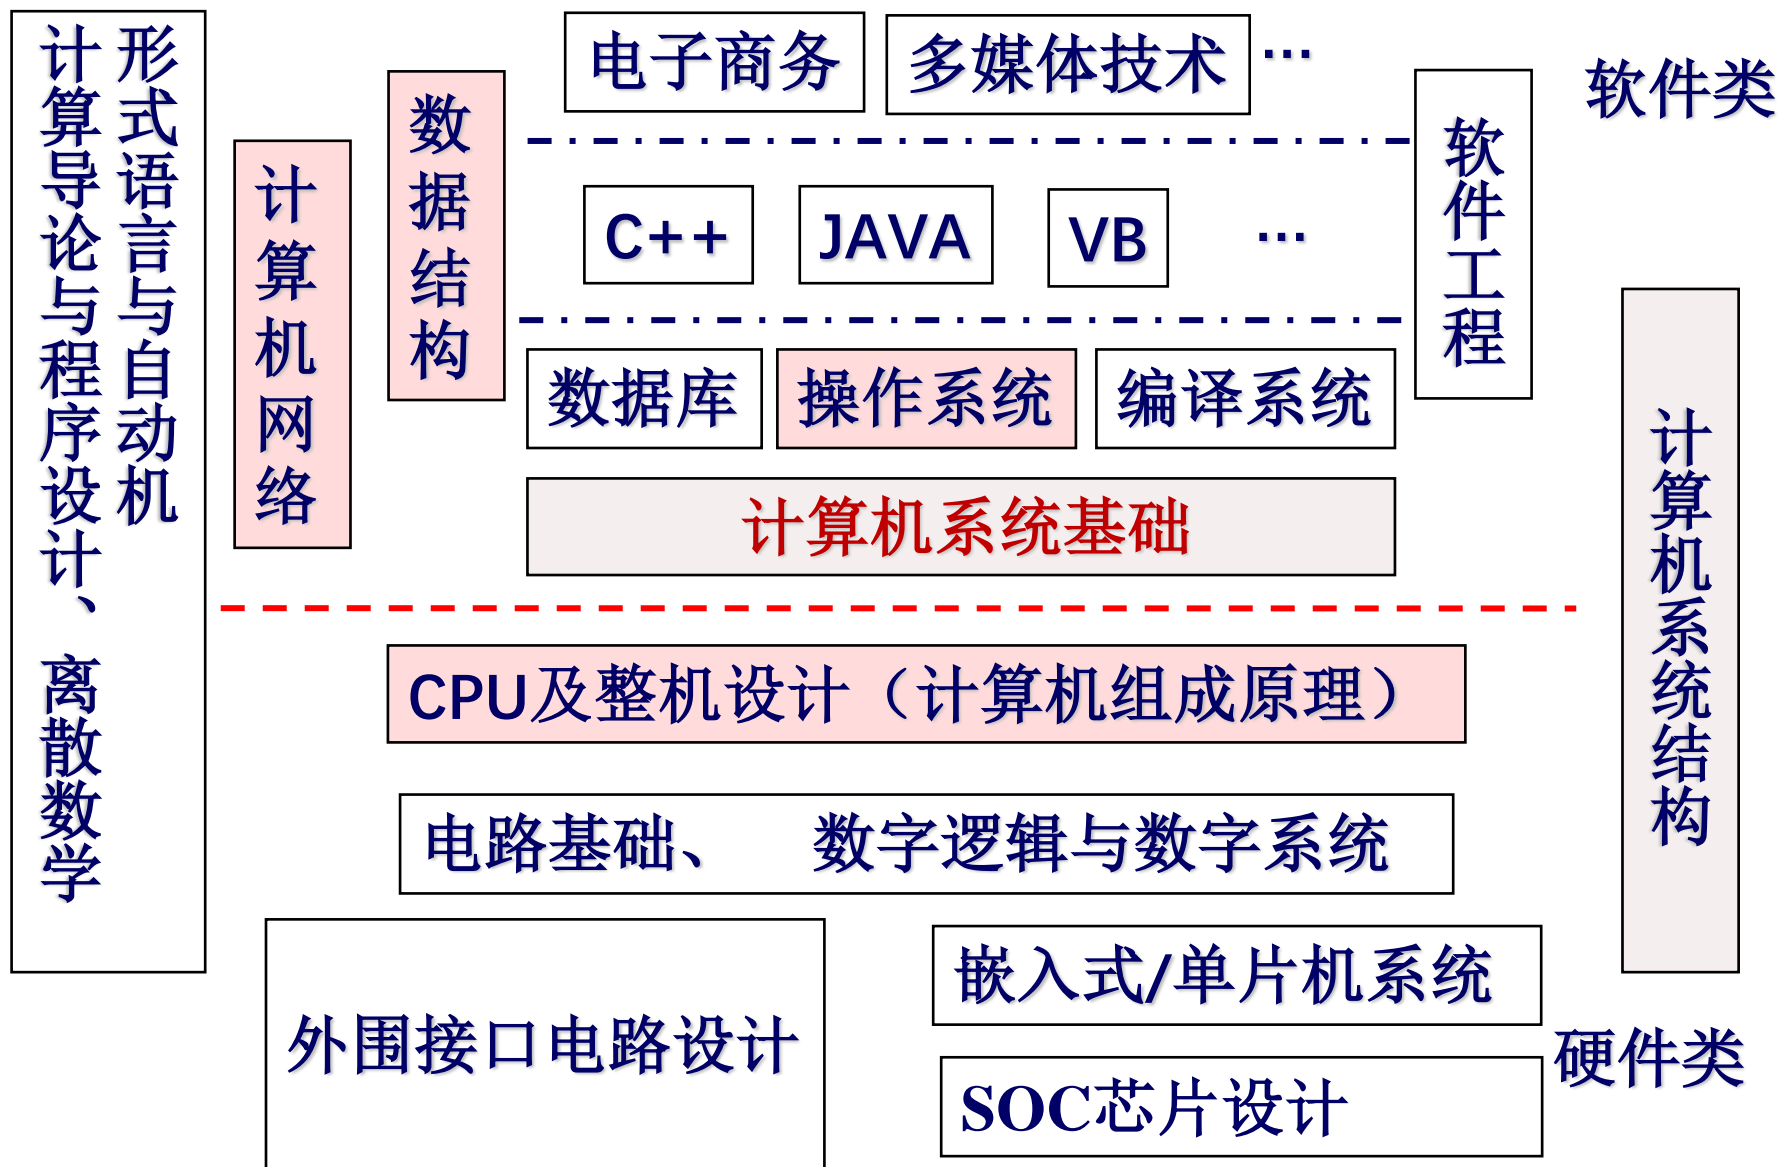 计算导论与程序设计、离散数学
形式语言与自动机
计算机网络
数据结构
电子商务
多媒体技术
…
软件类
C++
JAVA
VB
…
软件工程
数据库
操作系统
编译系统
计算机系统基础
计算机系统结构
CPU及整机设计（计算机组成原理）
电路基础、 数字逻辑与数字系统
外围接口电路设计
嵌入式/单片机系统
硬件类
SOC芯片设计